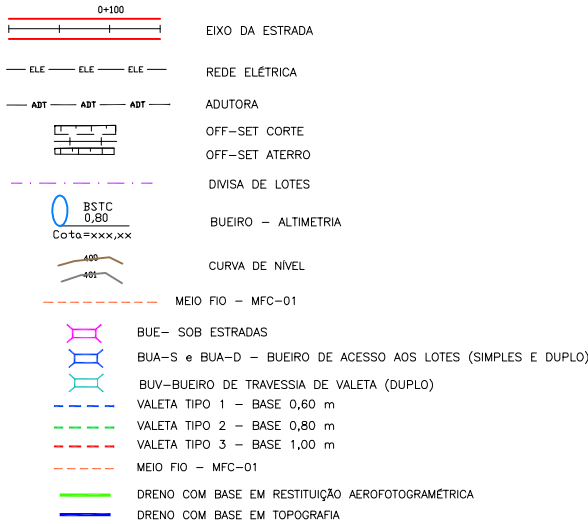 0+100
EIXO DA ESTRADA
ELE ELE ELE
REDE ELÉTRICA
ADT ADT ADT
ADUTORA
OFF-SET CORTE
OFF-SET ATERRO
DIVISA DE LOTES
BSTC
0,80
BUEIRO - ALTIMETRIA
Cota=xxx,xx
400
CURVA DE NÍVEL
401
MEIO FIO - MFC-01
BUE- SOB ESTRADAS
BUA-S e BUA-D - BUEIRO DE ACESSO AOS LOTES (SIMPLES E DUPLO)
BUV-BUEIRO DE TRAVESSIA DE VALETA (DUPLO)
VALETA TIPO 1 - BASE 0,60 m
VALETA TIPO 2 - BASE 0,80 m
VALETA TIPO 3 - BASE 1,00 m
MEIO FIO - MFC-01
DRENO COM BASE EM RESTITUIÇÃO AEROFOTOGRAMÉTRICA
DRENO COM BASE EM TOPOGRAFIA